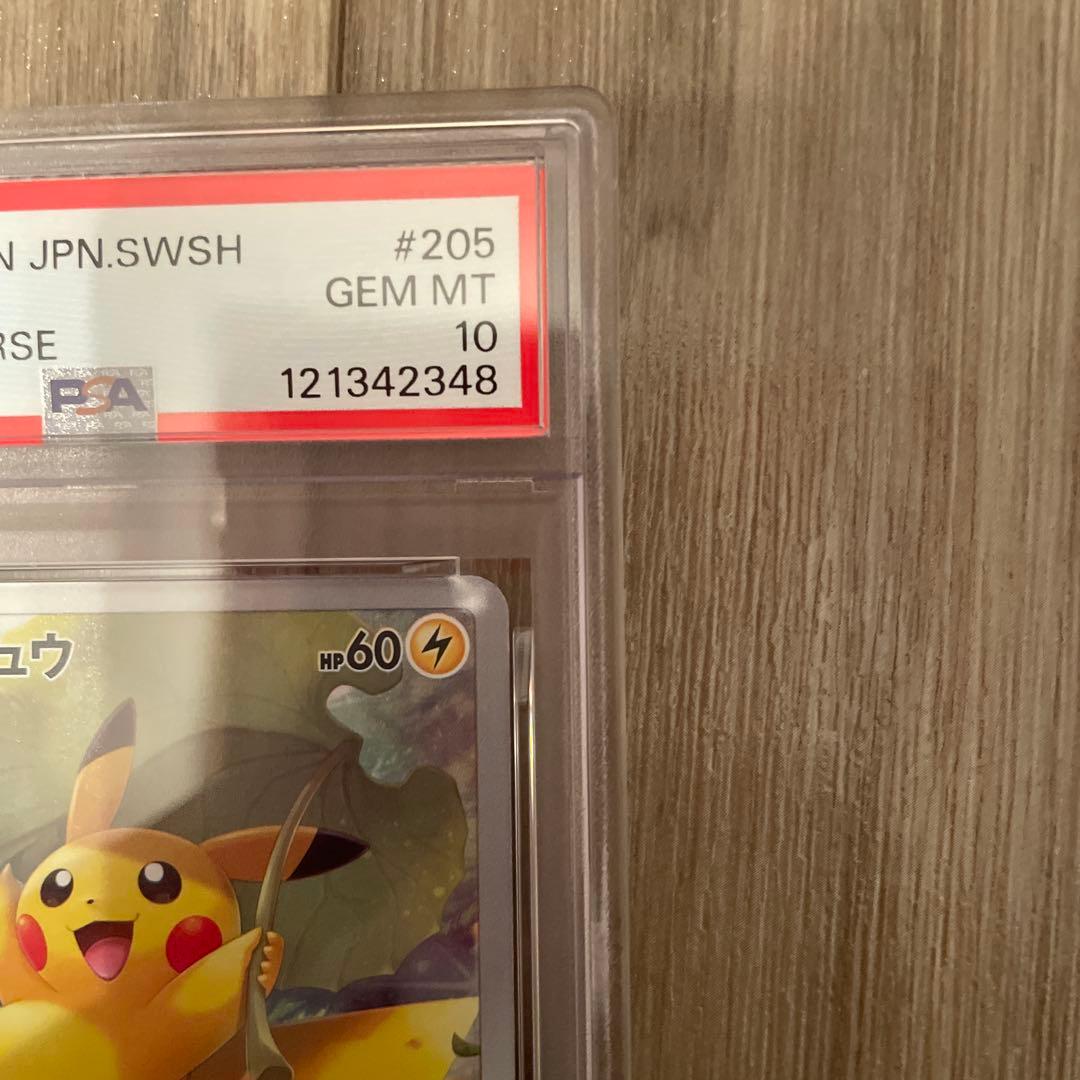 N JPN.SWSH #205
GEM MT
RSE 10
PSA 121342348
ュウ HP60